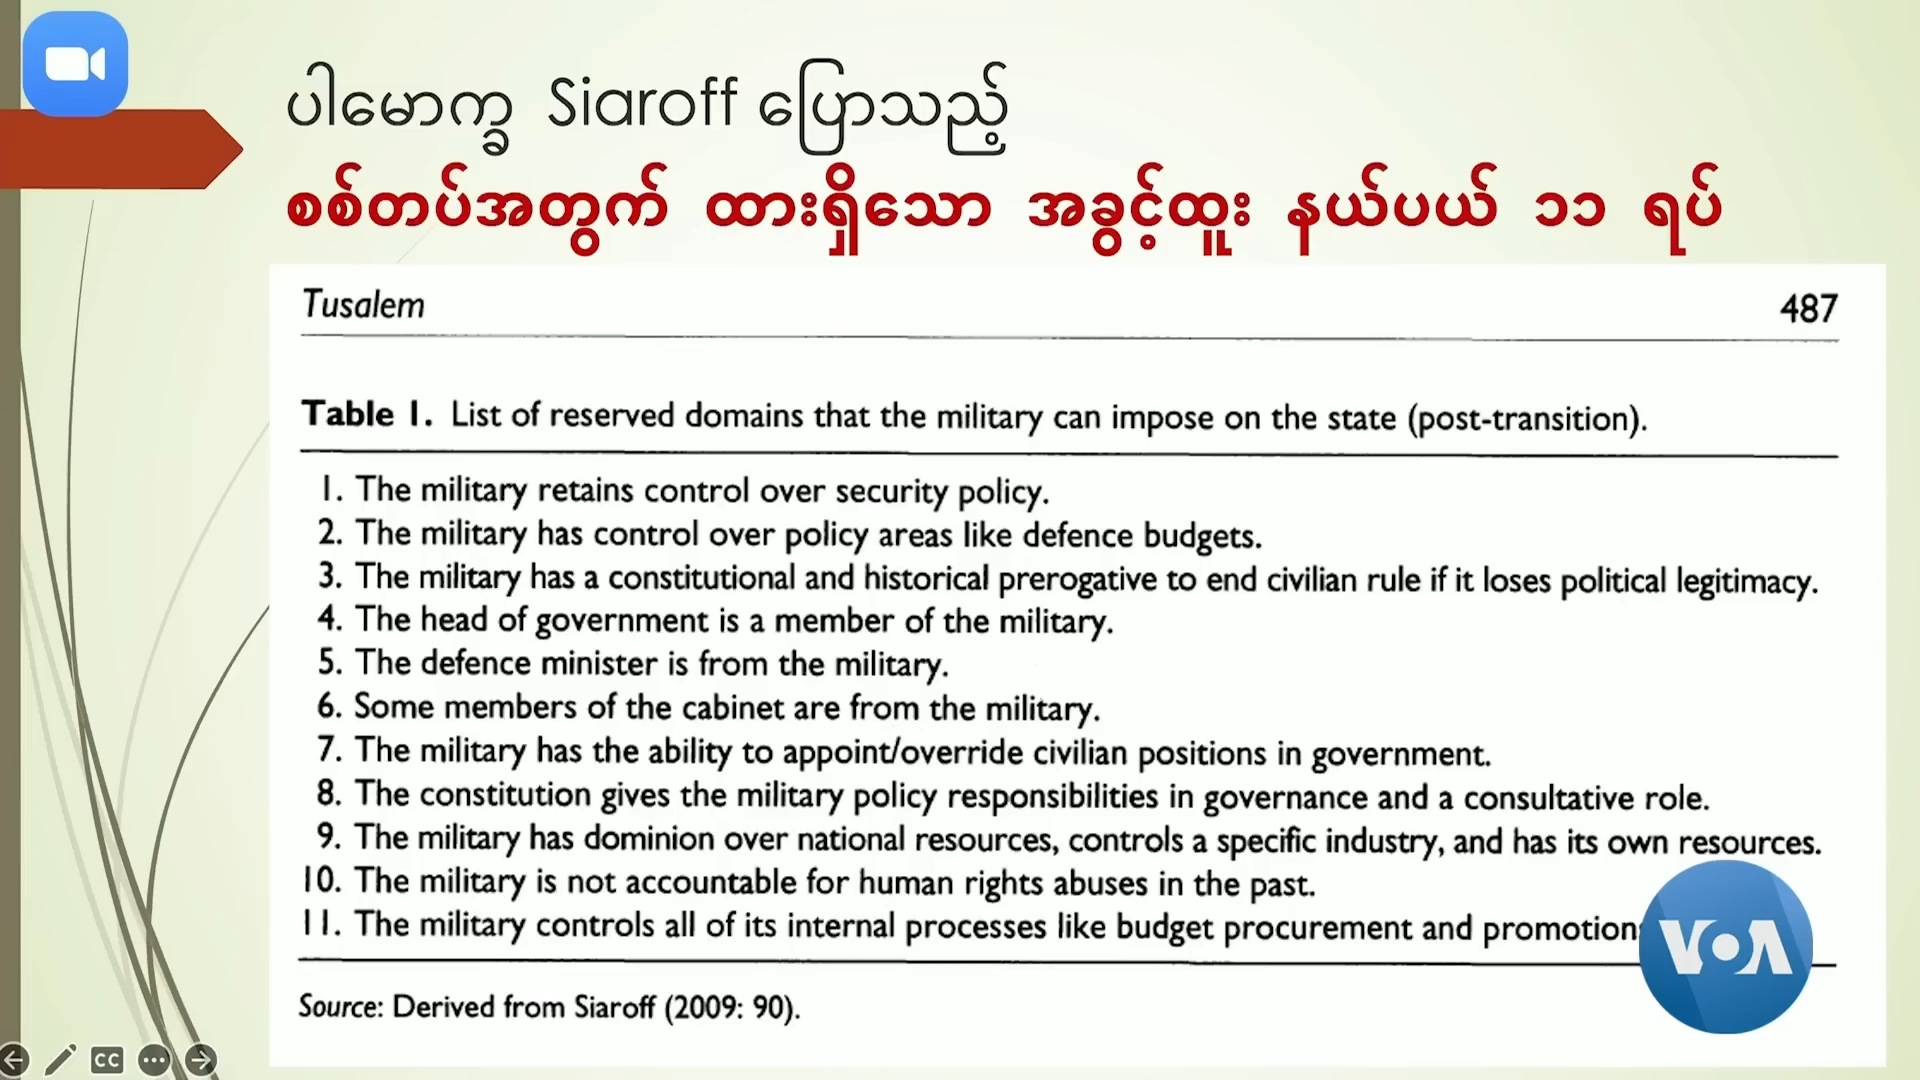 ပါမောက္ခ Siaroff ပြောသည့်
စစ်တပ်အတွက် ထားရှိသော အခွင့်ထူး နယ်ပယ် ၁၁ ရပ်
Tusalem 487
Table 1. List of reserved domains that the military can impose on the state (post-transition).
1. The military retains control over security policy.
2. The military has control over policy areas like defence budgets.
3. The military has a constitutional and historical prerogative to end civilian rule if it loses political legitimacy.
4. The head of government is a member of the military.
5. The defence minister is from the military.
6. Some members of the cabinet are from the military.
7. The military has the ability to appoint/override civilian positions in government.
8. The constitution gives the military policy responsibilities in governance and a consultative role.
9. The military has dominion over national resources, controls a specific industry, and has its own resources.
10. The military is not accountable for human rights abuses in the past.
11. The military controls all of its internal processes like budget procurement and promotion
VOA
Source: Derived from Siaroff (2009: 90).
CC